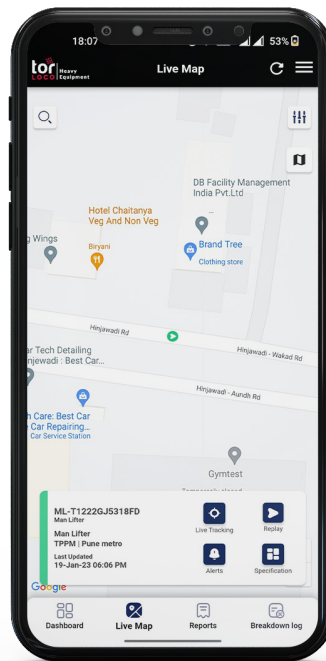 18:07
53%
tor
LOCO
Heavy
Equipment
Live Map
DB Facility Management
India Pvt.Ltd
Hotel Chaitanya
Veg And Non Veg
Biryani
g Wings
Brand Tree
Clothing store
Hinjawadi Rd
Hinjawadi - Wakad Rd
ar Tech Detailing
njewadi : Best Car...
Hinjawadi - Aundh Rd
h Care: Best Car
Car Repairing...
Car Service Station
Gymtest
Temporarily closed
ML-T1222GJ5318FD
Man Lifter
Man Lifter
TPPM | Pune metro
Last Updated
19-Jan-23 06:06 PM
Live Tracking
Replay
Alerts
Specification
Google
Dashboard
Live Map
Reports
Breakdown log